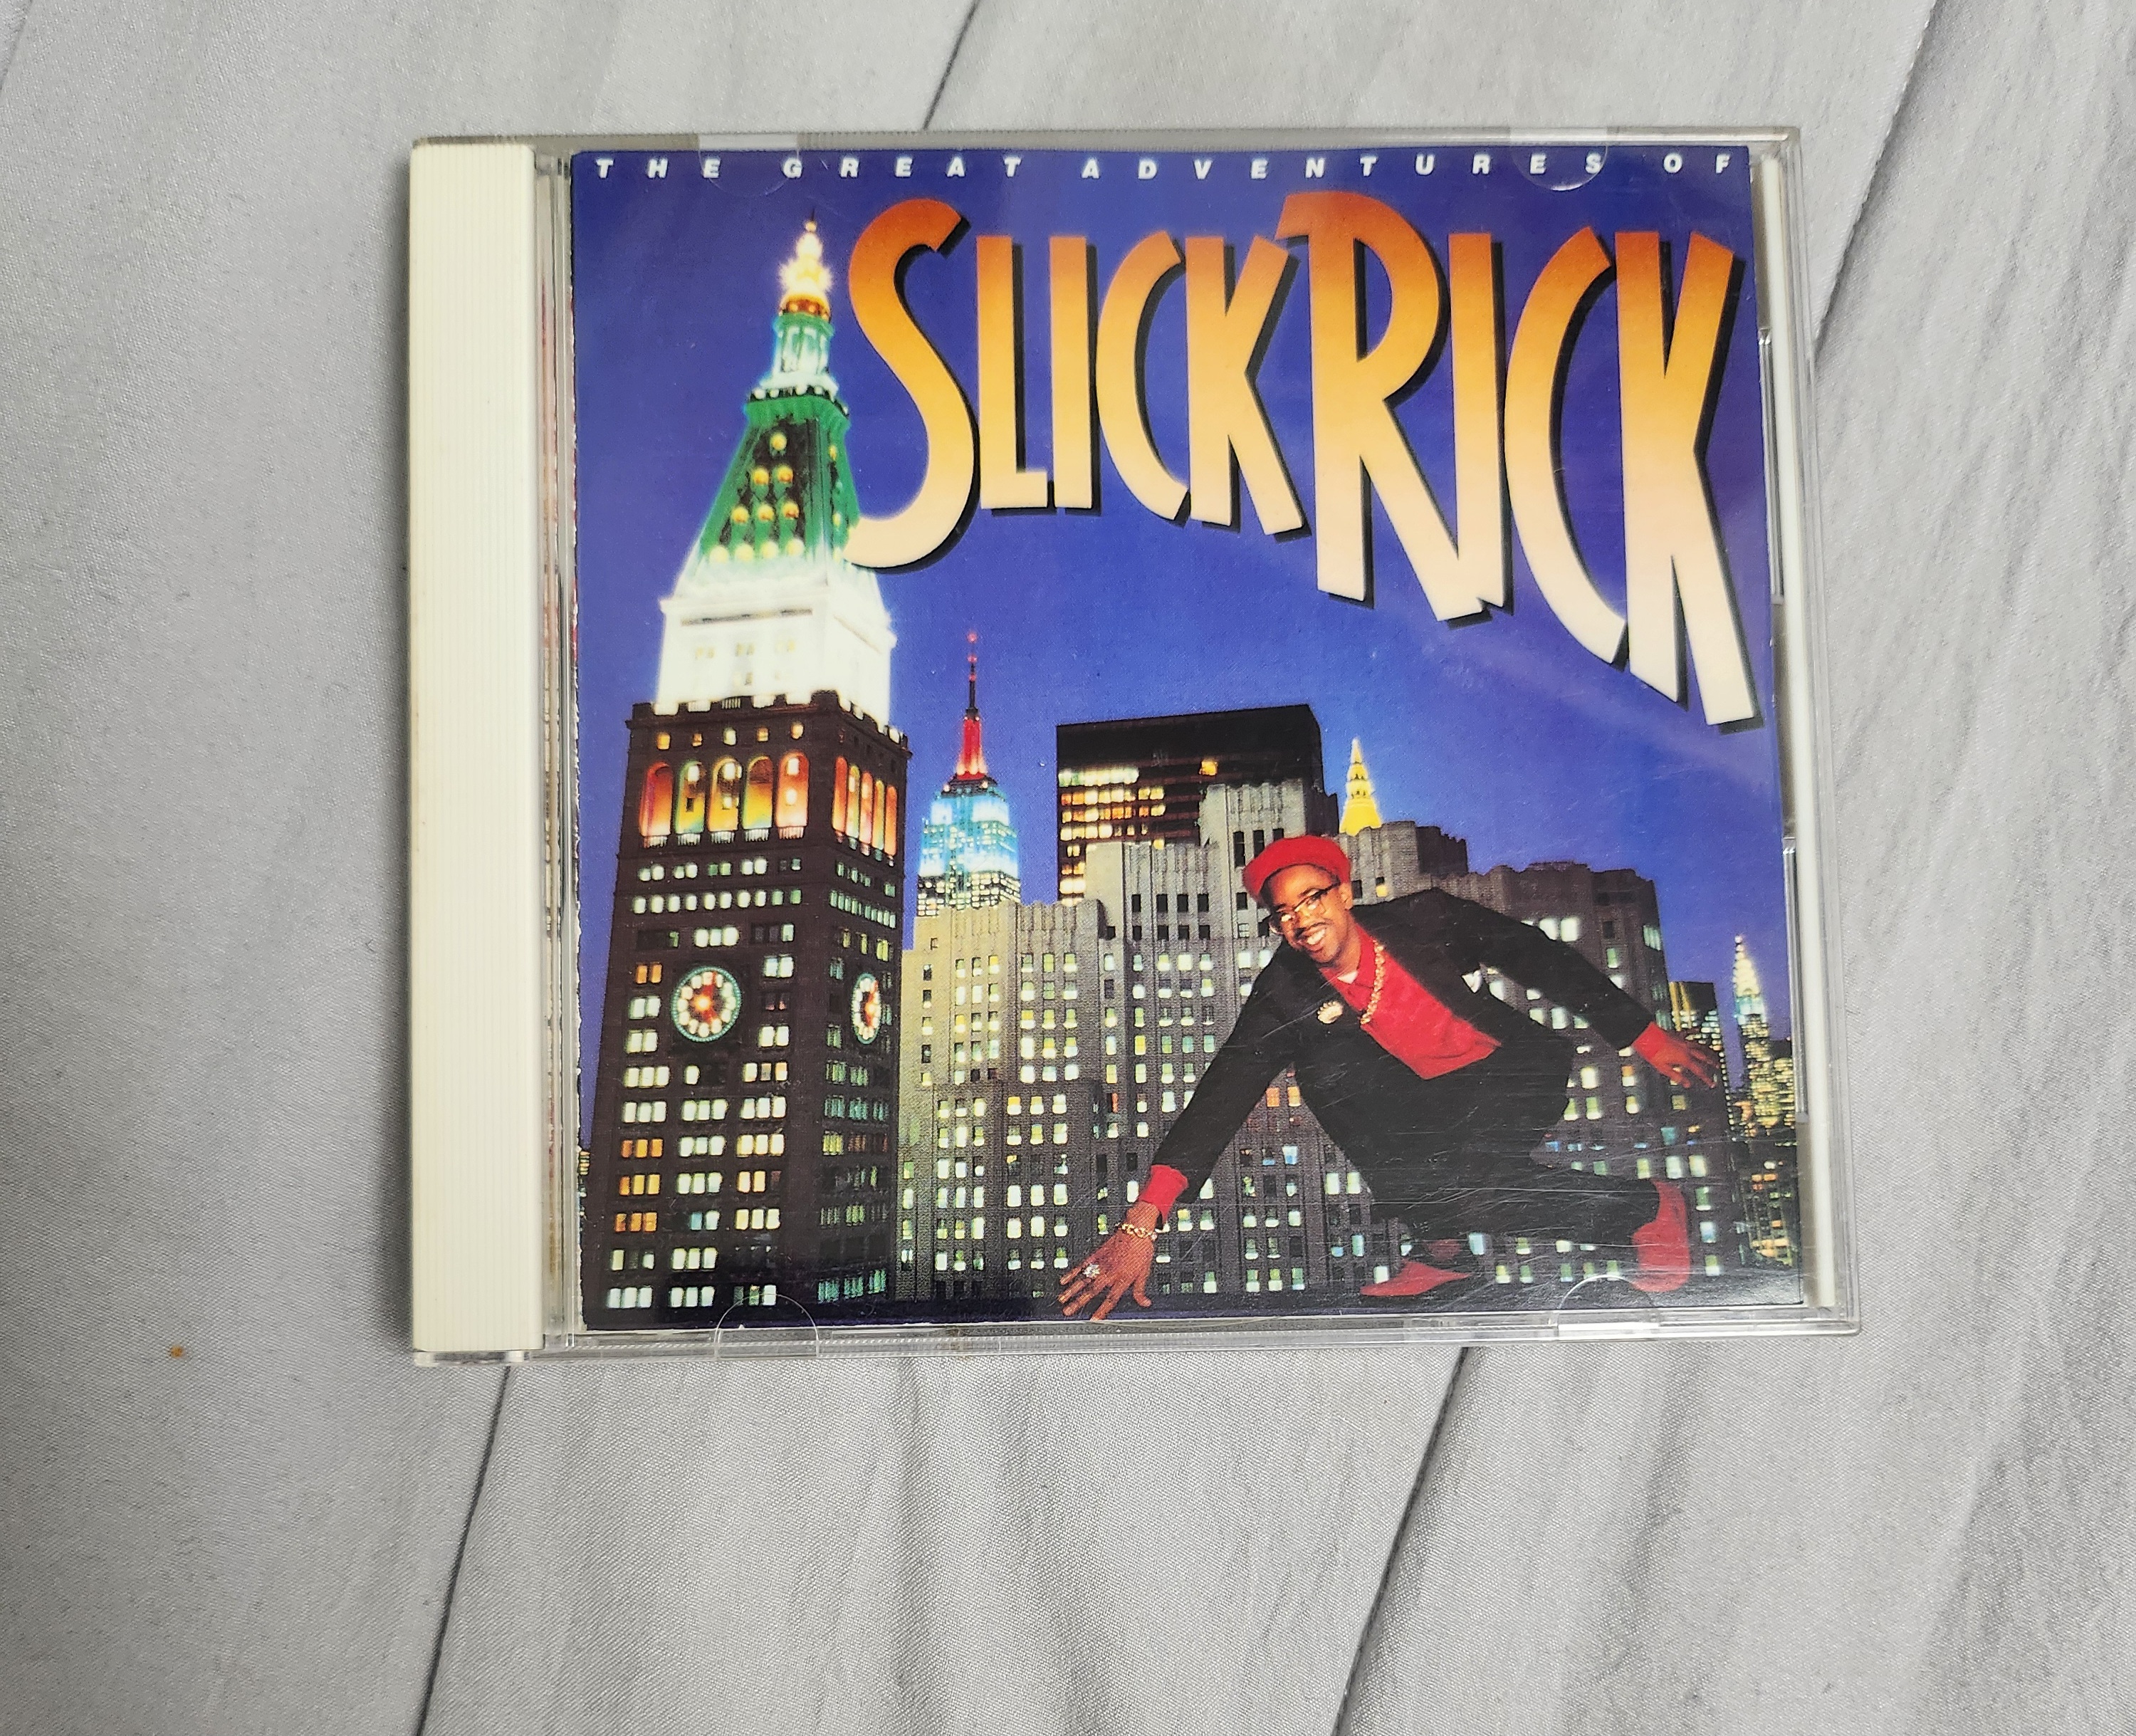 THE GREAT ADVENTURES OF
SLICK RICK